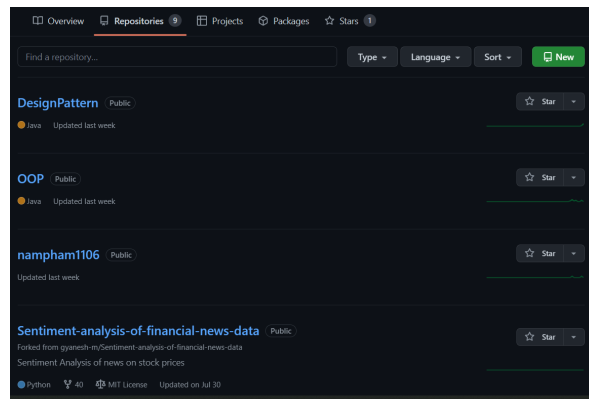 Overview Repositories 9 Projects Packages Stars 1
Find a repository... Type Language Sort New
DesignPattern Public Star
Java Updated last week
OOP Public Star
Java Updated last week
nampham1106 Public Star
Updated last week
Sentiment-analysis-of-financial-news-data Public Star
Forked from gyanesh-m/Sentiment-analysis-of-financial-news-data
Sentiment Analysis of news on stock prices
Python 40 MIT License Updated on Jul 30